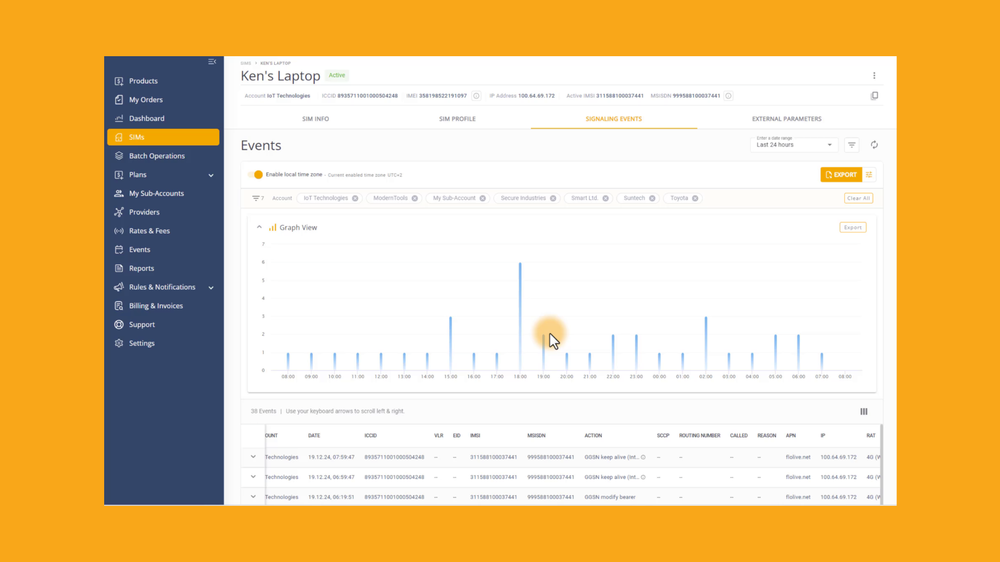 Products
My Orders
Dashboard
SIMs
Batch Operations
Plans
My Sub-Accounts
Providers
Rates & Fees
Events
Reports
Rules & Notifications
Billing & Invoices
Support
Settings
SIMS > KEN'S LAPTOP
Ken's Laptop Active
Account IoT Technologies ICCID 8935711001000504248 IMEI 358198522191097 IP Address 100.64.69.172 Active IMSI 311588100037441 MSISDN 999588100037441
SIM INFO SIM PROFILE SIGNALING EVENTS EXTERNAL PARAMETERS
Events
Enter a date range
Last 24 hours
Enable local time zone - Current enabled time zone UTC+2
EXPORT
7 Account IoT Technologies ModernTools My Sub-Account Secure Industries Smart Ltd. Suntech Toyota Clear All
Graph View
Export
7
6
5
4
3
2
1
0
08:00 09:00 10:00 11:00 12:00 13:00 14:00 15:00 16:00 17:00 18:00 19:00 20:00 21:00 22:00 23:00 00:00 01:00 02:00 03:00 04:00 05:00 06:00 07:00 08:00
38 Events | Use your keyboard arrows to scroll left & right.
OUNT DATE ICCID VLR EID IMSI MSISDN ACTION SCCP ROUTING NUMBER CALLED REASON APN IP RAT
Technologies 19.12.24, 07:59:47 8935711001000504248 -- -- 311588100037441 999588100037441 GGSN keep alive (Int... -- -- -- -- flolive.net 100.64.69.172 4G (W
Technologies 19.12.24, 06:59:47 8935711001000504248 -- -- 311588100037441 999588100037441 GGSN keep alive (Int... -- -- -- -- flolive.net 100.64.69.172 4G (W
Technologies 19.12.24, 06:19:51 8935711001000504248 -- -- 311588100037441 999588100037441 GGSN modify bearer -- -- -- -- flolive.net 100.64.69.172 4G (W